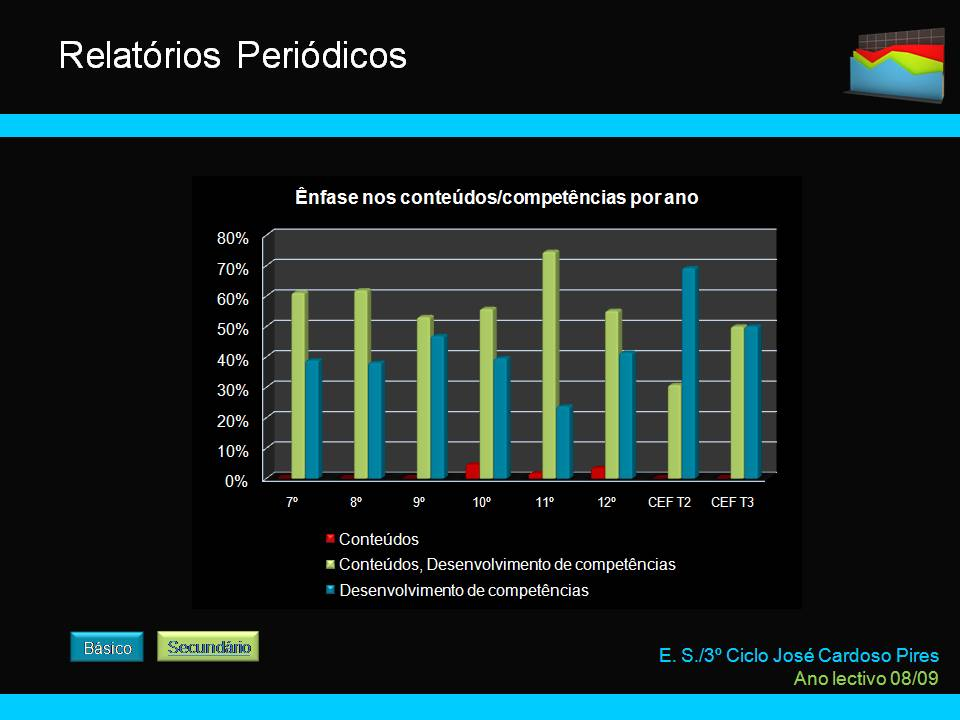 Relatórios Periódicos
Ênfase nos conteúdos/competências por ano
80%
70%
60%
50%
40%
30%
20%
10%
0%
7º 8º 9º 10º 11º 12º CEF T2 CEF T3
Conteúdos
Conteúdos, Desenvolvimento de competências
Desenvolvimento de competências
Básico Secundário
E. S./3º Ciclo José Cardoso Pires
Ano lectivo 08/09